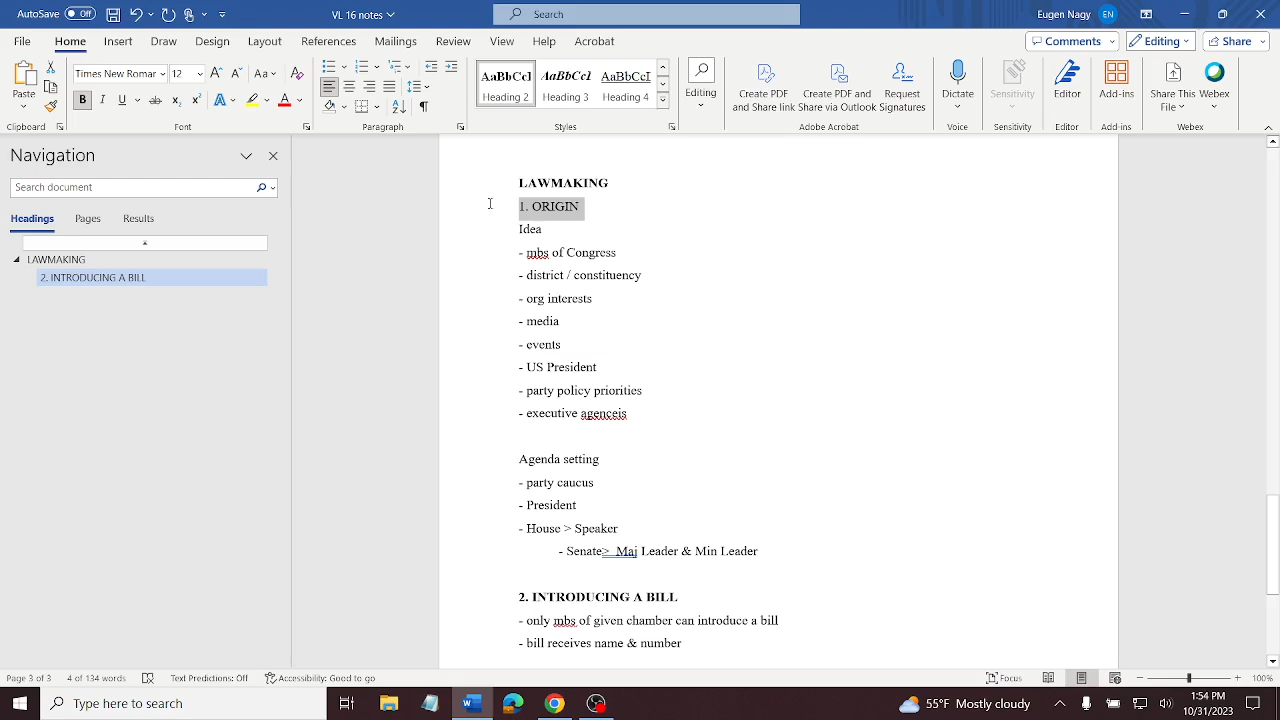 AutoSave Off VL 16 notes Search Eugen Nagy EN
File Home Insert Draw Design Layout References Mailings Review View Help Acrobat Comments Editing Share
Paste Times New Roman 12 Aa B I U ab x₂ x² A A AaBbCcI Heading 2 AaBbCcI Heading 3 AaBbCcI Heading 4 Editing Create PDF and Share link Create PDF and Share via Outlook Request Signatures Dictate Sensitivity Editor Add-ins Share This File Webex
Clipboard Font Paragraph Styles Adobe Acrobat Voice Sensitivity Editor Add-ins Webex
Navigation
Search document
Headings Pages Results
LAWMAKING
2. INTRODUCING A BILL
LAWMAKING
1. ORIGIN
Idea
- mbs of Congress
- district / constituency
- org interests
- media
- events
- US President
- party policy priorities
- executive agenceis
Agenda setting
- party caucus
- President
- House > Speaker
- Senate>  Maj Leader & Min Leader
2. INTRODUCING A BILL
- only mbs of given chamber can introduce a bill
- bill receives name & number
Page 3 of 3 4 of 134 words Text Predictions: Off Accessibility: Good to go Focus 100%
Type here to search 55°F Mostly cloudy 1:54 PM
10/31/2023